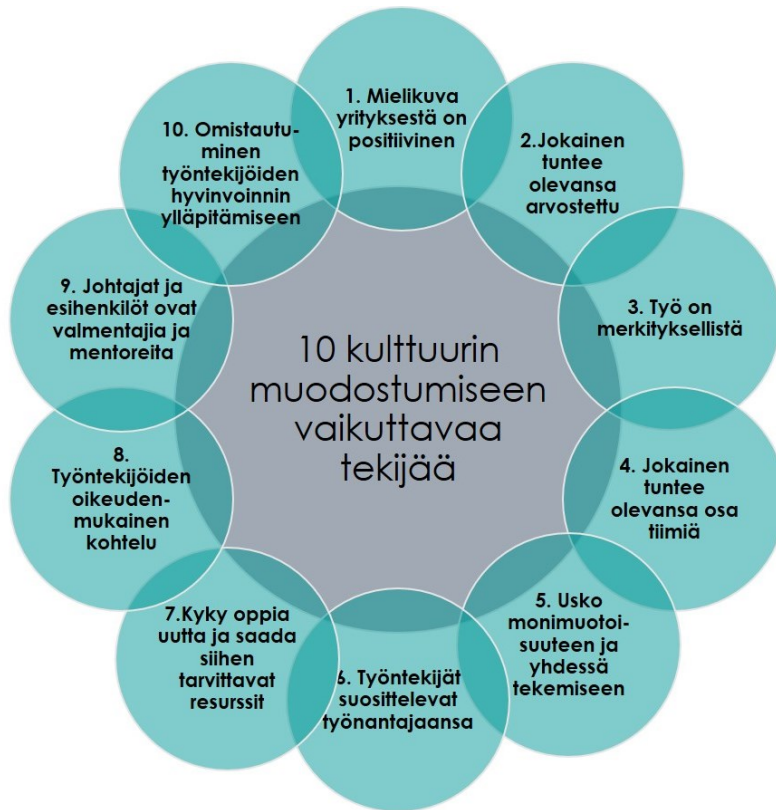 1. Mielikuva
yrityksestä on
positiivinen
2.Jokainen
tuntee
olevansa
arvostettu
3. Työ on
merkityksellistä
4. Jokainen
tuntee
olevansa osa
tiimiä
5. Usko
monimuotoi-
suuteen ja
yhdessä
tekemiseen
6. Työntekijät
suosittelevat
työnantajaansa
7.Kyky oppia
uutta ja saada
siihen
tarvittavat
resurssit
8.
Työntekijöiden
oikeuden-
mukainen
kohtelu
9. Johtajat ja
esihenkilöt ovat
valmentajia ja
mentoreita
10. Omistautu-
minen
työntekijöiden
hyvinvoinnin
ylläpitämiseen
10 kulttuurin
muodostumiseen
vaikuttavaa
tekijää